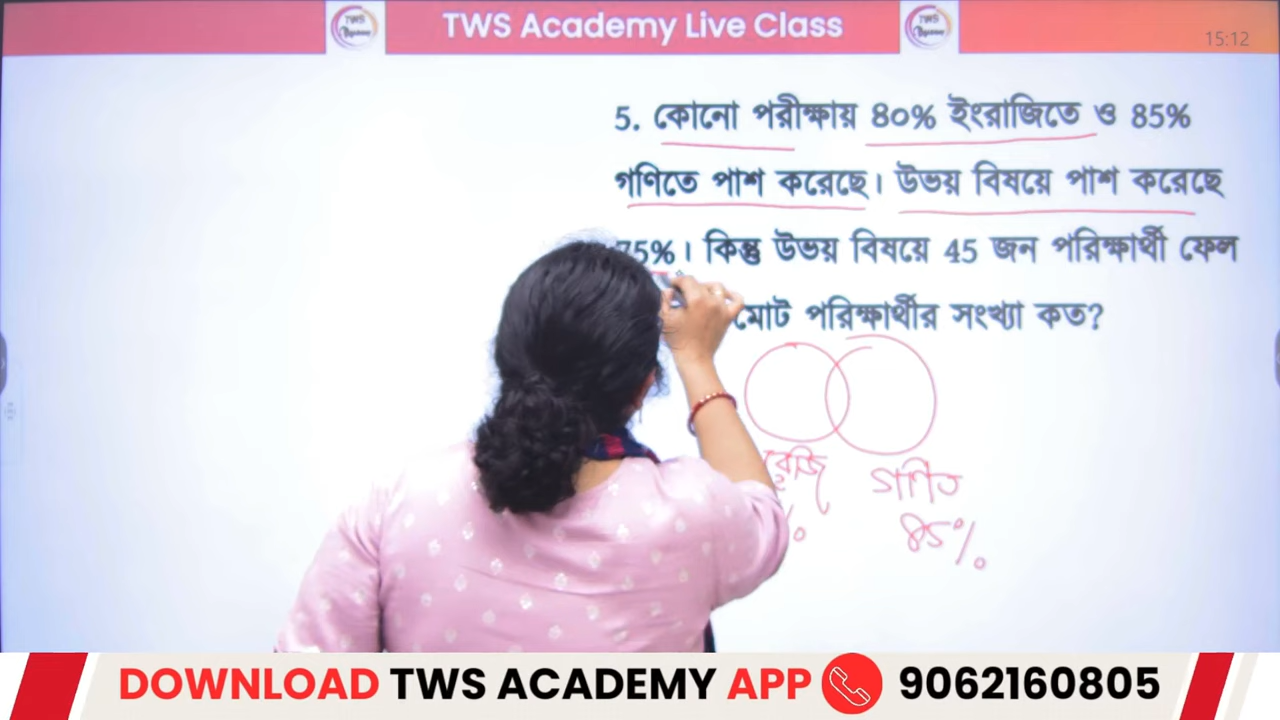 TWS Academy Live Class
15:12
5. কোনো পরীক্ষায় ৪০% ইংরাজিতে ও 85%
গণিতে পাশ করেছে। উভয় বিষয়ে পাশ করেছে
75%। কিন্তু উভয় বিষয়ে 45 জন পরিক্ষার্থী ফেল
মোট পরিক্ষার্থীর সংখ্যা কত?
গণিত
85%
DOWNLOAD TWS ACADEMY APP 9062160805